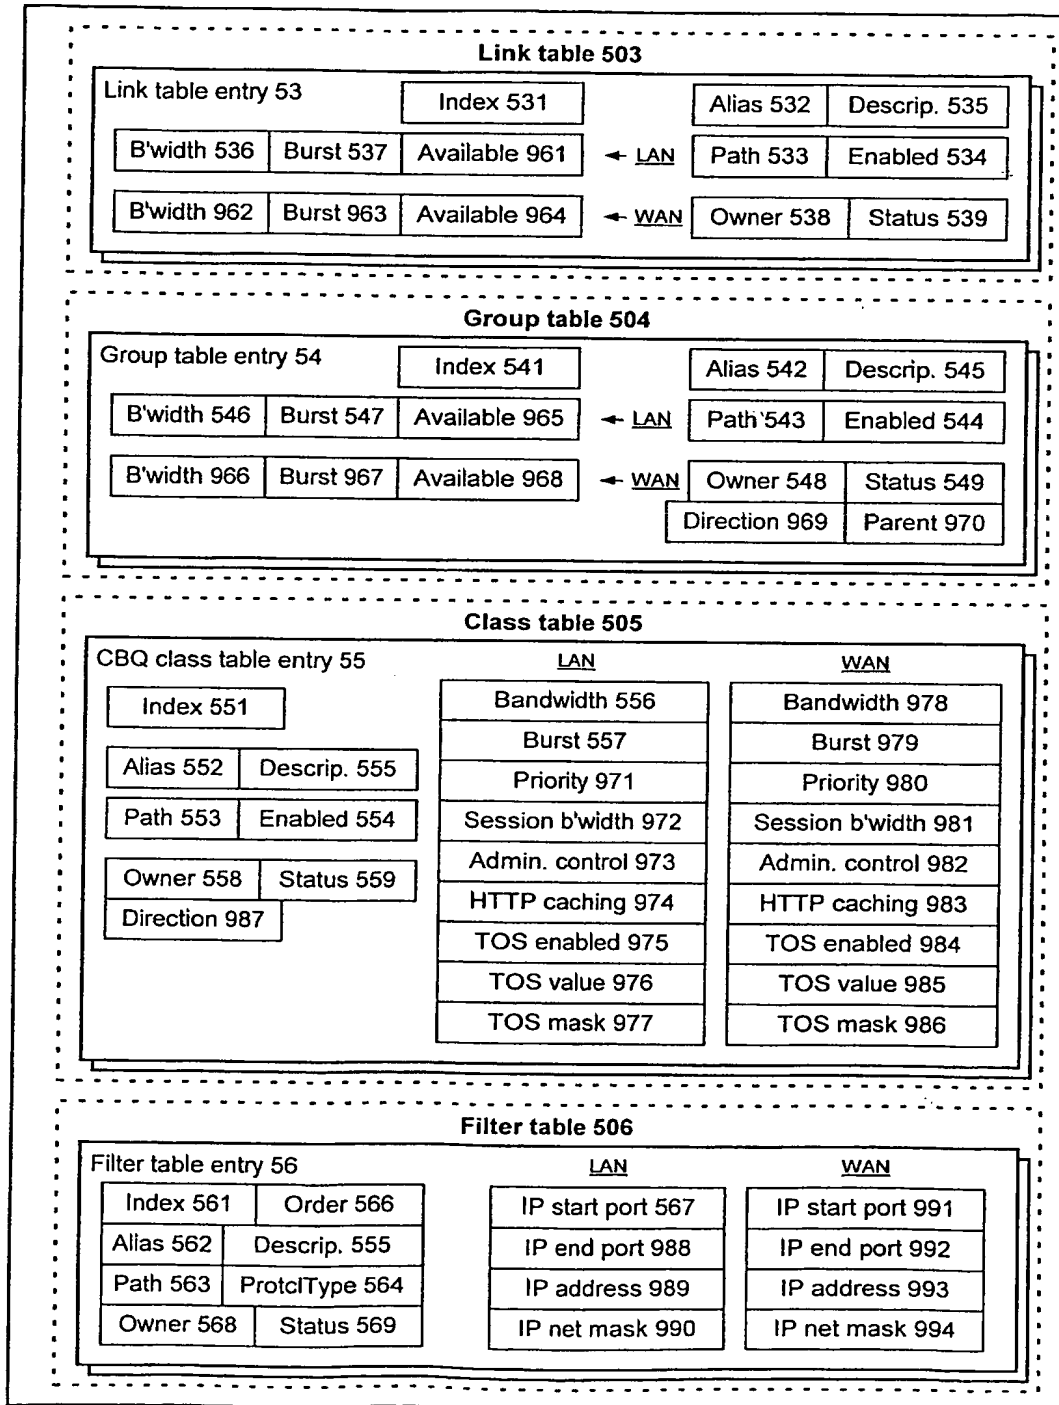 Link table 503
Link table entry 53
Index 531
Alias 532 Descrip. 535
B'width 536 Burst 537 Available 961 ← LAN Path 533 Enabled 534
B'width 962 Burst 963 Available 964 ← WAN Owner 538 Status 539
Group table 504
Group table entry 54
Index 541
Alias 542 Descrip. 545
B'width 546 Burst 547 Available 965 ← LAN Path 543 Enabled 544
B'width 966 Burst 967 Available 968 ← WAN Owner 548 Status 549
Direction 969 Parent 970
Class table 505
CBQ class table entry 55
LAN
WAN
Index 551
Alias 552 Descrip. 555
Path 553 Enabled 554
Owner 558 Status 559
Direction 987
Bandwidth 556
Burst 557
Priority 971
Session b'width 972
Admin. control 973
HTTP caching 974
TOS enabled 975
TOS value 976
TOS mask 977
Bandwidth 978
Burst 979
Priority 980
Session b'width 981
Admin. control 982
HTTP caching 983
TOS enabled 984
TOS value 985
TOS mask 986
Filter table 506
Filter table entry 56
LAN
WAN
Index 561 Order 566
Alias 562 Descrip. 555
Path 563 ProtclType 564
Owner 568 Status 569
IP start port 567
IP end port 988
IP address 989
IP net mask 990
IP start port 991
IP end port 992
IP address 993
IP net mask 994